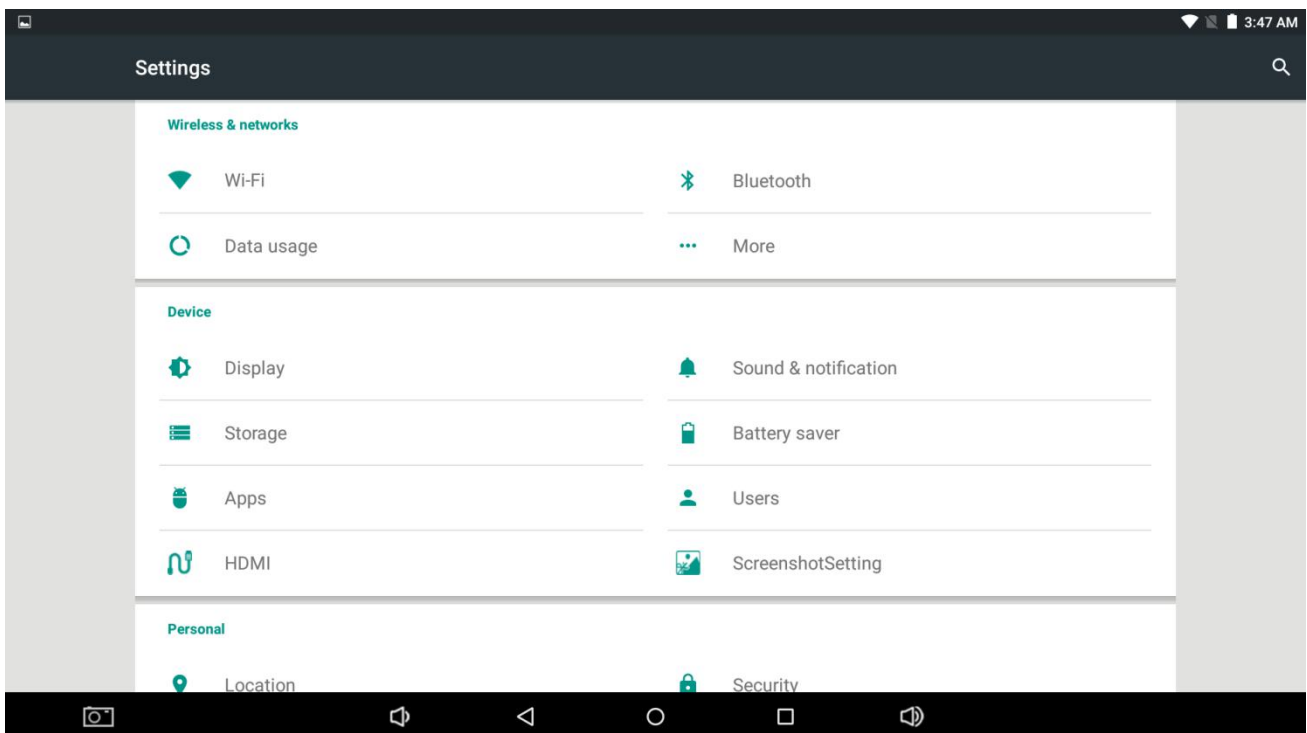 3:47 AM
Settings
Wireless & networks
Wi-Fi
Bluetooth
Data usage
More
Device
Display
Sound & notification
Storage
Battery saver
Apps
Users
HDMI
ScreenshotSetting
Personal
Location
Security